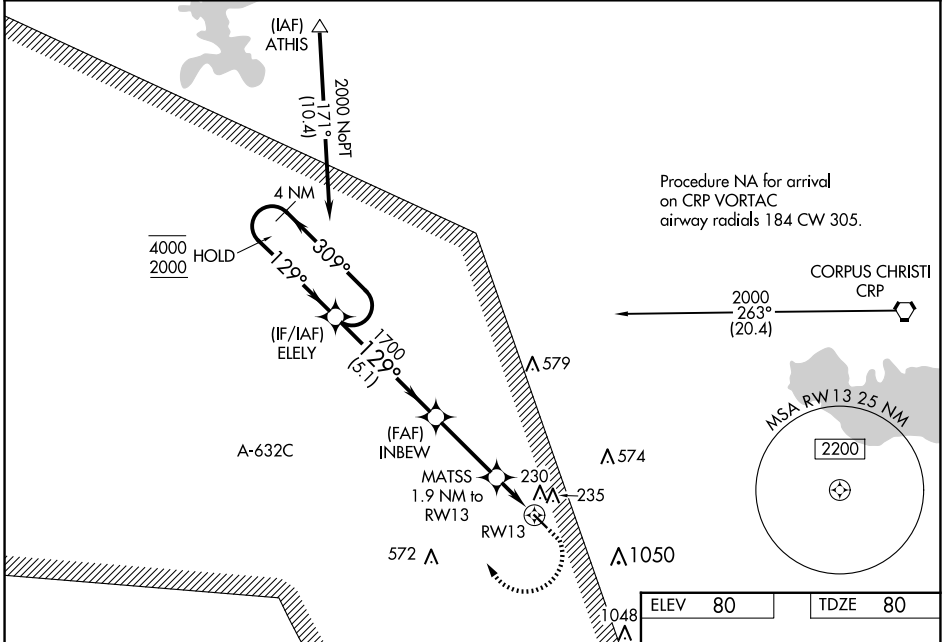 (IAF)
ATHIS
2000 NoPT
171°
(10.4)
4 NM
4000
2000
HOLD
309°
129°
(IF/IAF)
ELELY
1700
129°
(5.1)
Procedure NA for arrival
on CRP VORTAC
airway radials 184 CW 305.
CORPUS CHRISTI
CRP
2000
263°
(20.4)
579
(FAF)
INBEW
A-632C
MATSS
1.9 NM to
RW13
230
235
574
RW13
572
1050
1048
MSA RW13 25 NM
2200
ELEV 80
TDZE 80